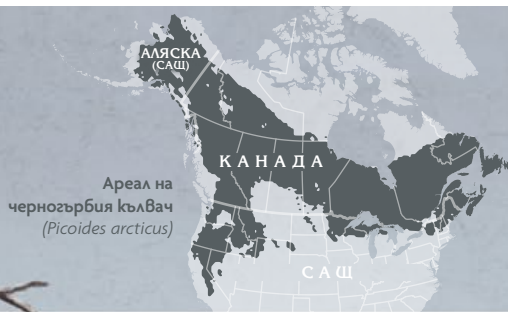 АЛЯСКА
(САЩ)
КАНАДА
Ареал на
черногърбия кълвач
(Picoides arcticus)
САЩ